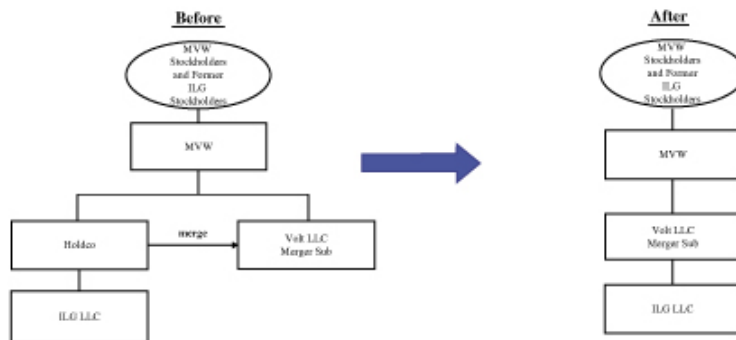 Before
MVW
Stockholders
and Former
ILG
Stockholders
MVW
Holdco
merge
Volt LLC
Merger Sub
ILG LLC
After
MVW
Stockholders
and Former
ILG
Stockholders
MVW
Volt LLC
Merger Sub
ILG LLC